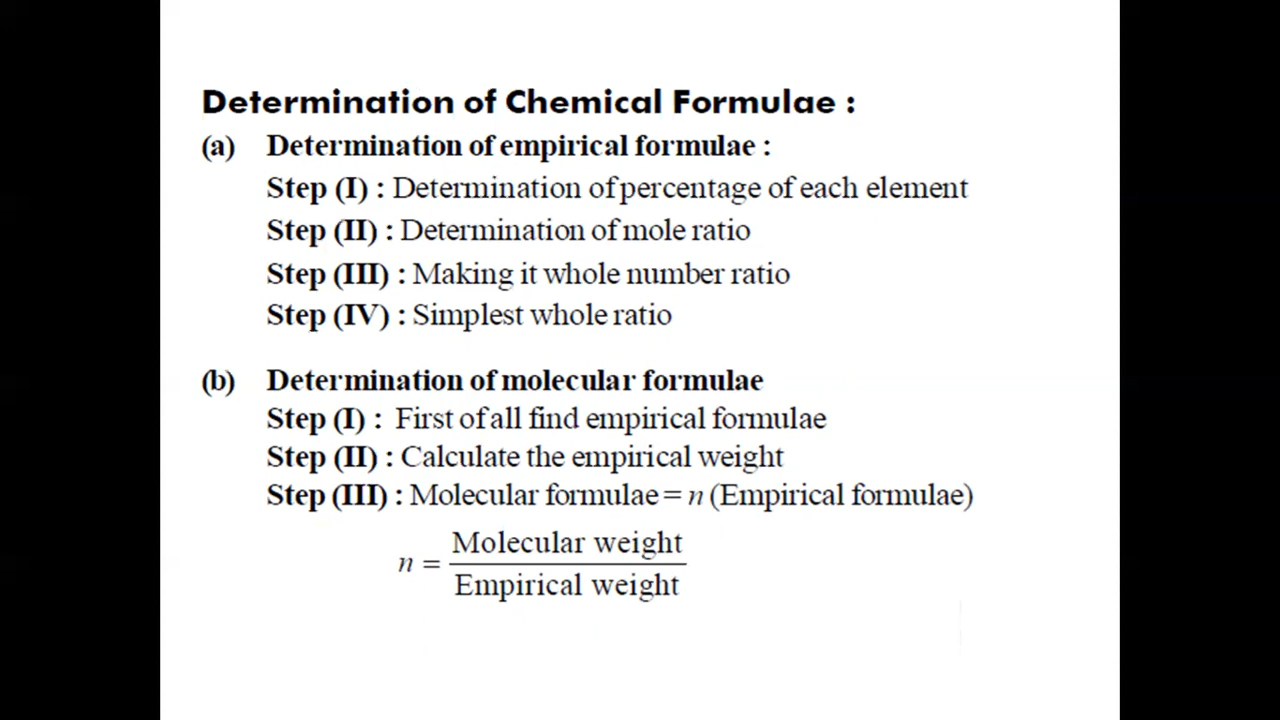 Determination of Chemical Formulae :
(a) Determination of empirical formulae :
Step (I) : Determination of percentage of each element
Step (II) : Determination of mole ratio
Step (III) : Making it whole number ratio
Step (IV) : Simplest whole ratio
(b) Determination of molecular formulae
Step (I) : First of all find empirical formulae
Step (II) : Calculate the empirical weight
Step (III) : Molecular formulae = n (Empirical formulae)
n = Molecular weight
Empirical weight